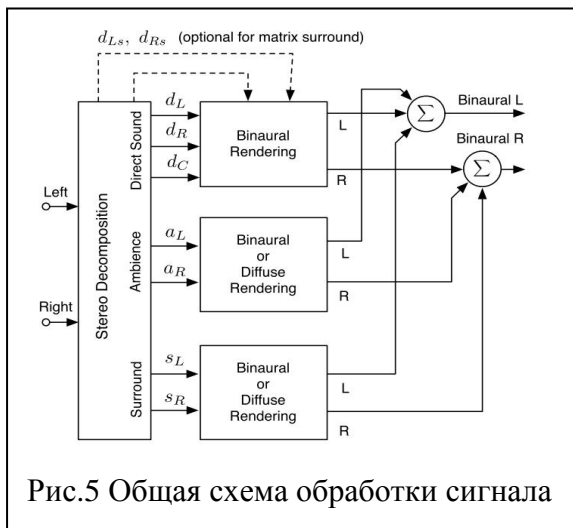 d_Ls, d_Rs (optional for matrix surround)
Left
Right
Stereo Decomposition
Direct Sound
d_L
d_R
d_C
Binaural
Rendering
L
R
Ambience
a_L
a_R
Binaural
or
Diffuse
Rendering
L
R
Surround
s_L
s_R
Binaural
or
Diffuse
Rendering
L
R
Σ
Binaural L
Σ
Binaural R
Рис.5 Общая схема обработки сигнала